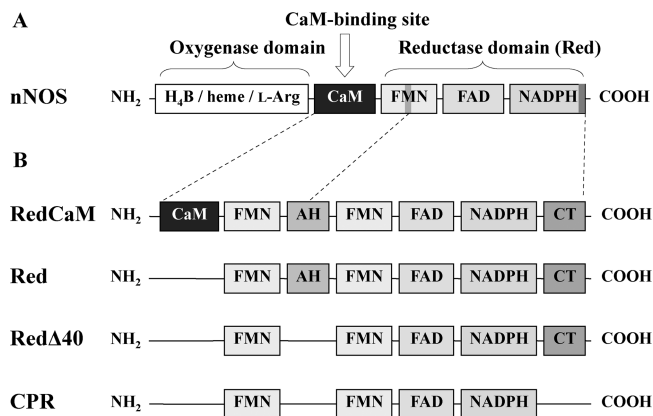 A
CaM-binding site
Oxygenase domain Reductase domain (Red)
nNOS NH2 H4B / heme / L-Arg CaM FMN FAD NADPH COOH
B
RedCaM NH2 CaM FMN AH FMN FAD NADPH CT COOH
Red NH2 FMN AH FMN FAD NADPH CT COOH
RedΔ40 NH2 FMN FMN FAD NADPH CT COOH
CPR NH2 FMN FMN FAD NADPH COOH